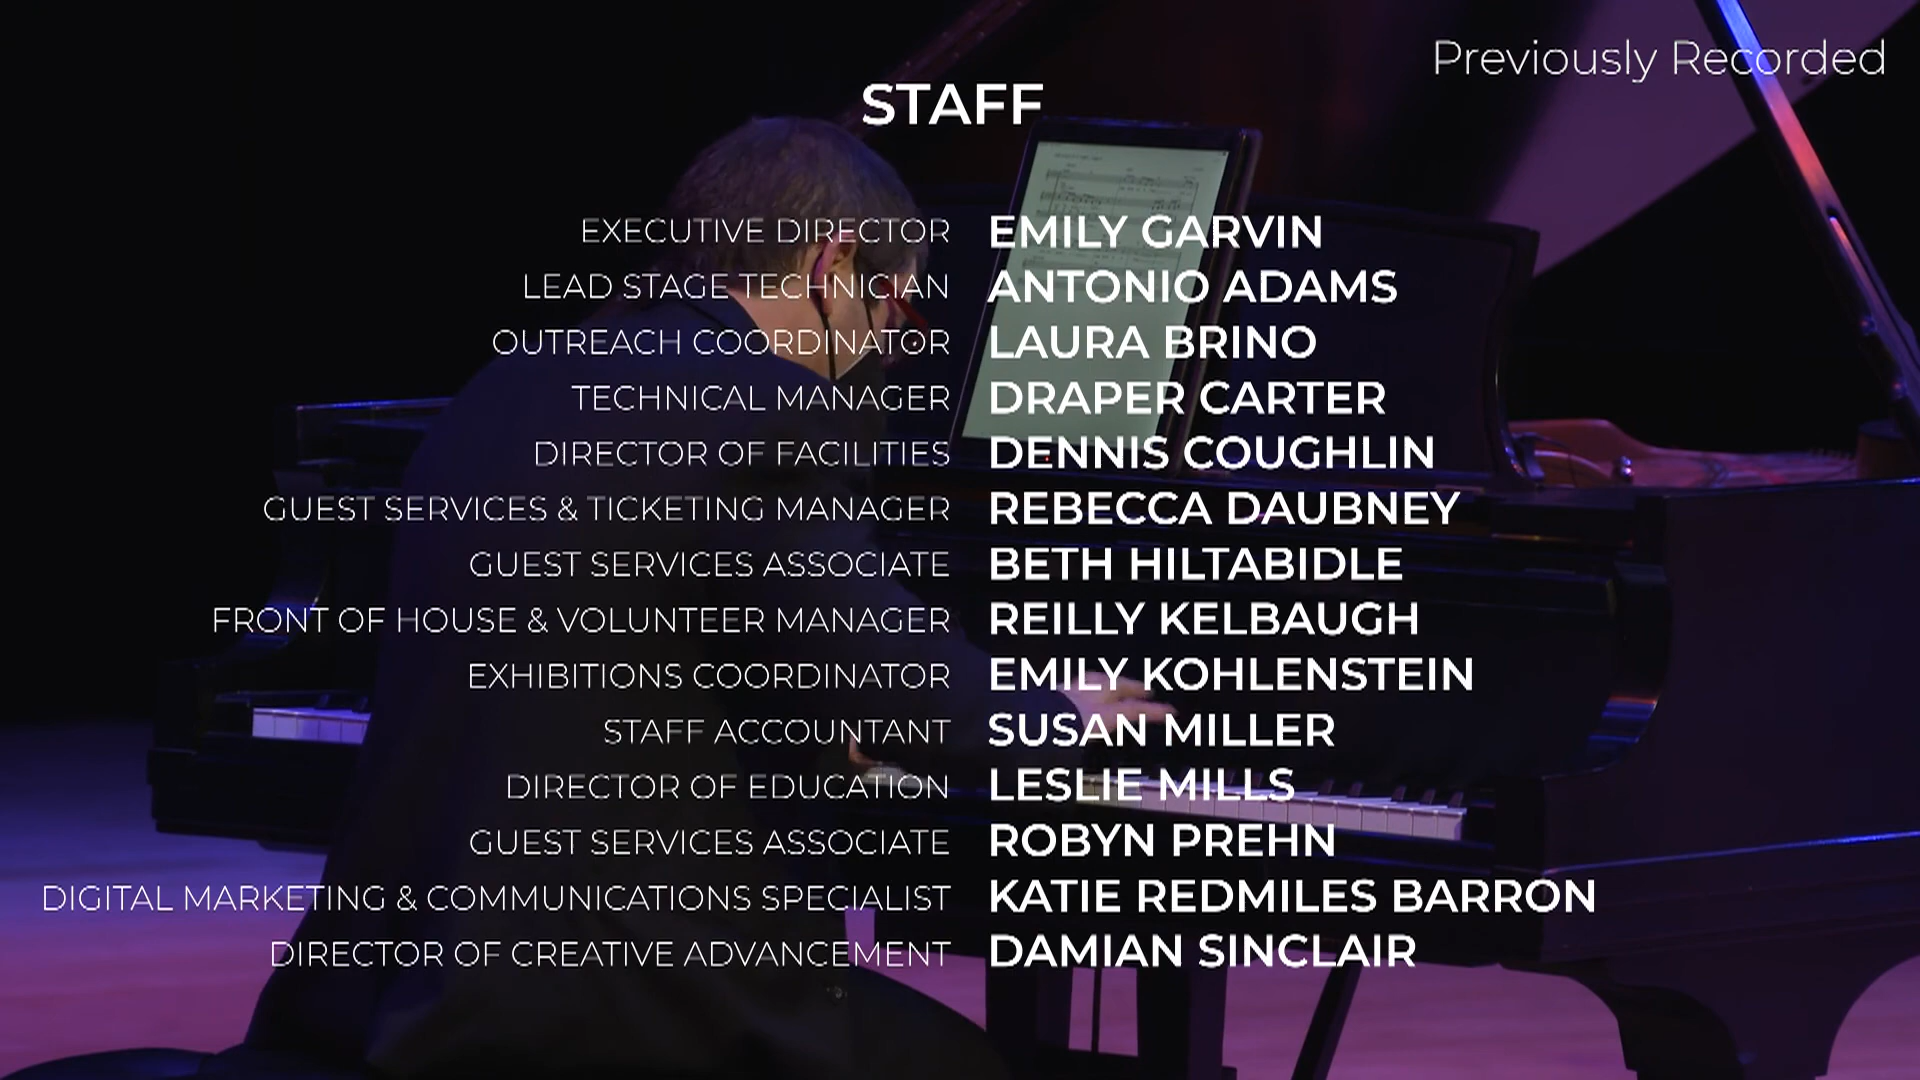 Previously Recorded
STAFF
EXECUTIVE DIRECTOR EMILY GARVIN
LEAD STAGE TECHNICIAN ANTONIO ADAMS
OUTREACH COORDINATOR LAURA BRINO
TECHNICAL MANAGER DRAPER CARTER
DIRECTOR OF FACILITIES DENNIS COUGHLIN
GUEST SERVICES & TICKETING MANAGER REBECCA DAUBNEY
GUEST SERVICES ASSOCIATE BETH HILTABIDLE
FRONT OF HOUSE & VOLUNTEER MANAGER REILLY KELBAUGH
EXHIBITIONS COORDINATOR EMILY KOHLENSTEIN
STAFF ACCOUNTANT SUSAN MILLER
DIRECTOR OF EDUCATION LESLIE MILLS
GUEST SERVICES ASSOCIATE ROBYN PREHN
DIGITAL MARKETING & COMMUNICATIONS SPECIALIST KATIE REDMILES BARRON
DIRECTOR OF CREATIVE ADVANCEMENT DAMIAN SINCLAIR